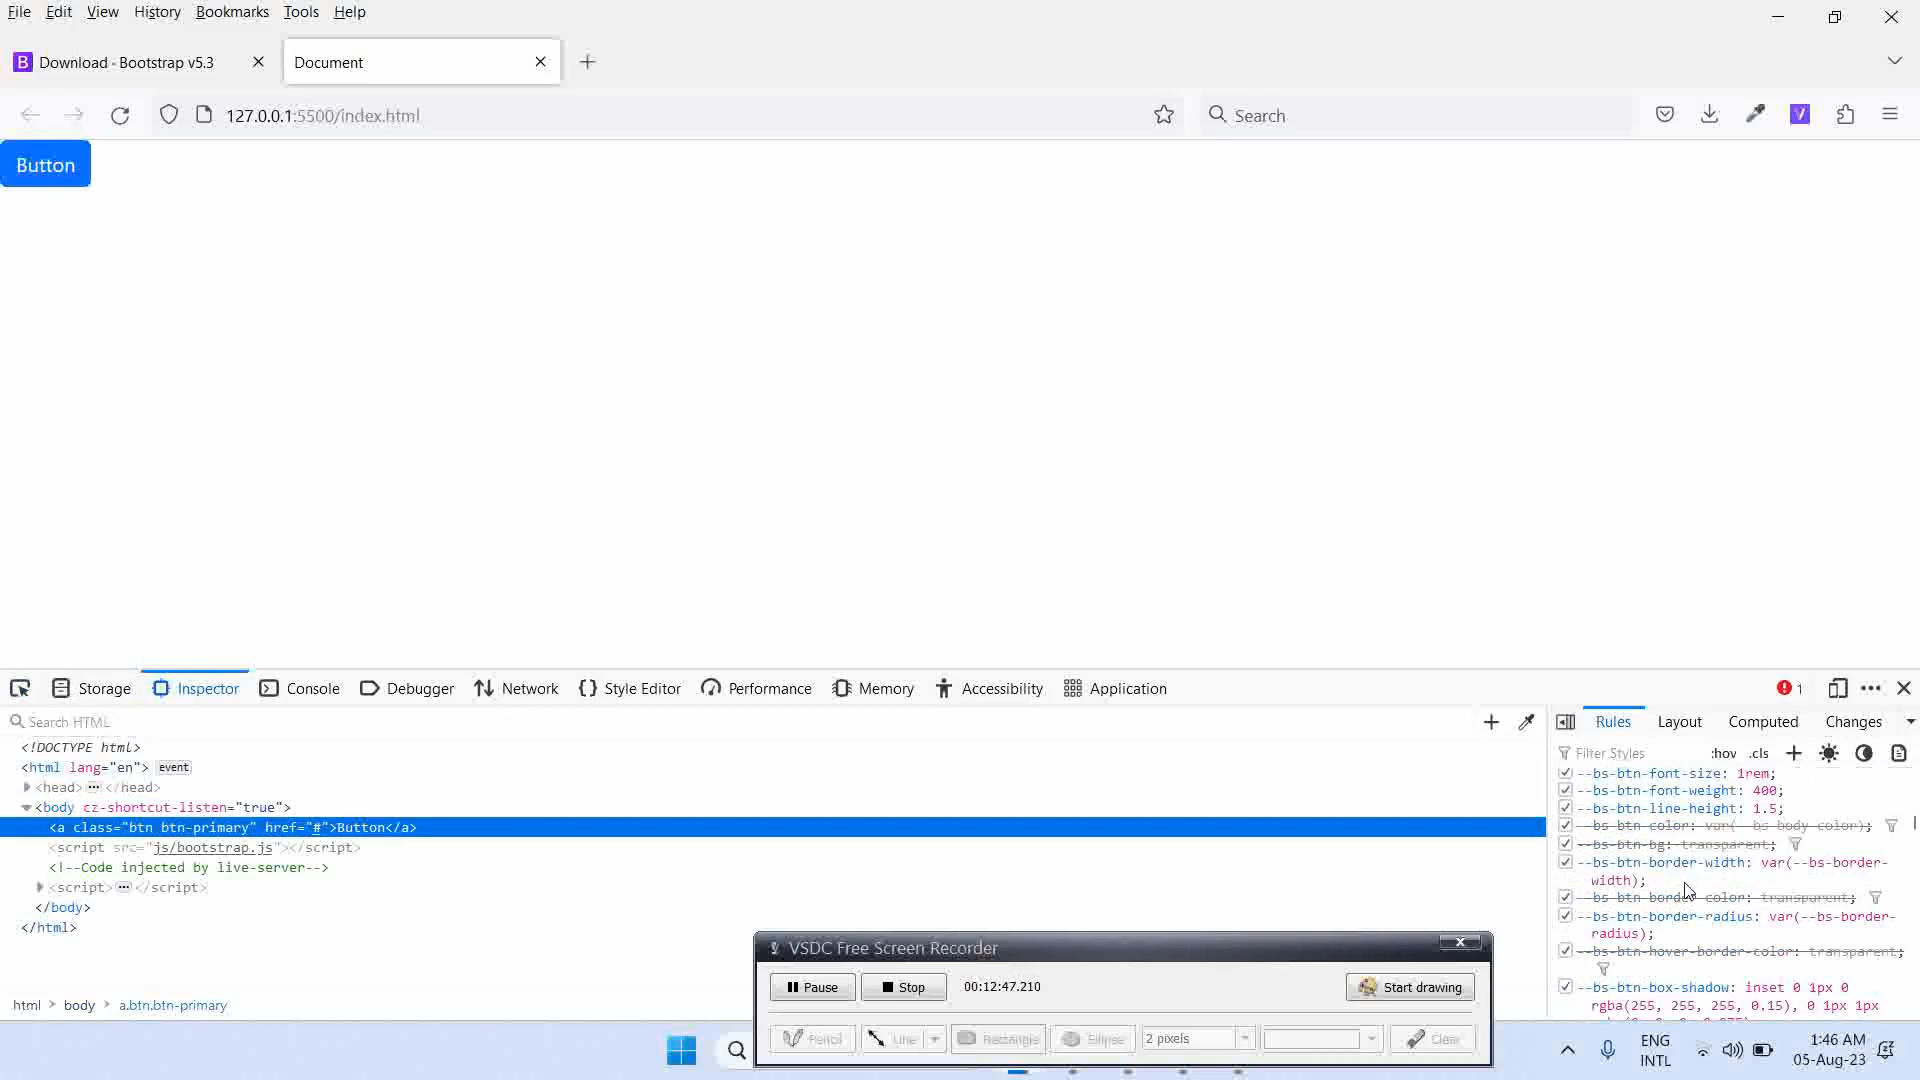 File Edit View History Bookmarks Tools Help
Download - Bootstrap v5.3
Document
127.0.0.1:5500/index.html
Search
Button
Storage Inspector Console Debugger Network Style Editor Performance Memory Accessibility Application 1
Search HTML
<!DOCTYPE html>
<html lang="en"> event
<head> ••• </head>
<body cz-shortcut-listen="true">
<a class="btn btn-primary" href="#">Button</a>
<script src="js/bootstrap.js"></script>
<!--Code injected by live-server-->
<script> ••• </script>
</body>
</html>
html > body > a.btn.btn-primary
Rules Layout Computed Changes
Filter Styles :hov .cls
--bs-btn-font-size: 1rem;
--bs-btn-font-weight: 400;
--bs-btn-line-height: 1.5;
--bs-btn-color: var(--bs-body-color);
--bs-btn-bg: transparent;
--bs-btn-border-width: var(--bs-border-
width);
--bs-btn-border-color: transparent;
--bs-btn-border-radius: var(--bs-border-
radius);
--bs-btn-hover-border-color: transparent;
--bs-btn-box-shadow: inset 0 1px 0
rgba(255, 255, 255, 0.15), 0 1px 1px
VSDC Free Screen Recorder
Pause Stop 00:12:47.210 Start drawing
Pencil Line Rectangle Ellipse 2 pixels Clear
ENG
INTL
1:46 AM
05-Aug-23